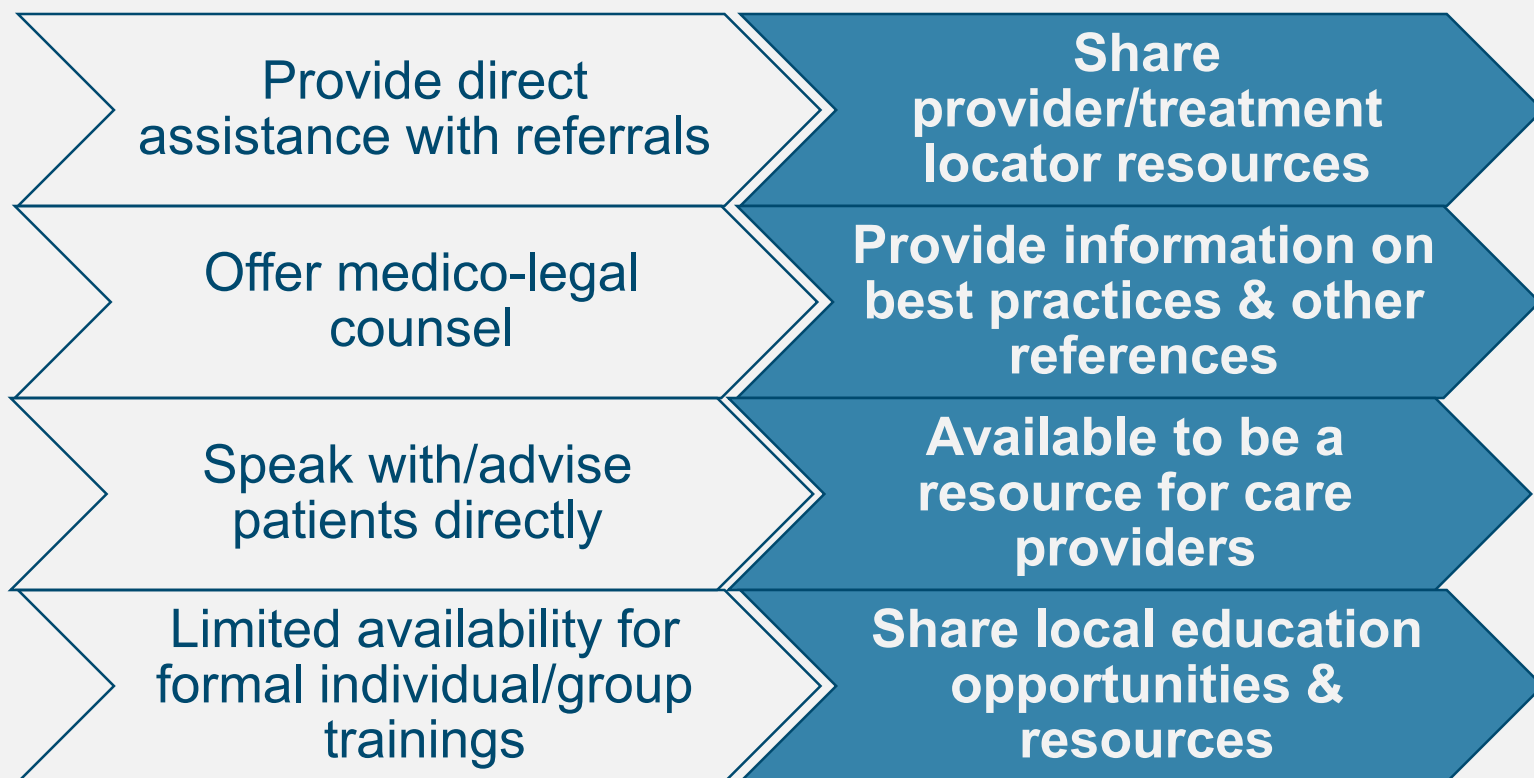 Provide direct
assistance with referrals
Share
provider/treatment
locator resources
Offer medico-legal
counsel
Provide information on
best practices & other
references
Speak with/advise
patients directly
Available to be a
resource for care
providers
Limited availability for
formal individual/group
trainings
Share local education
opportunities &
resources